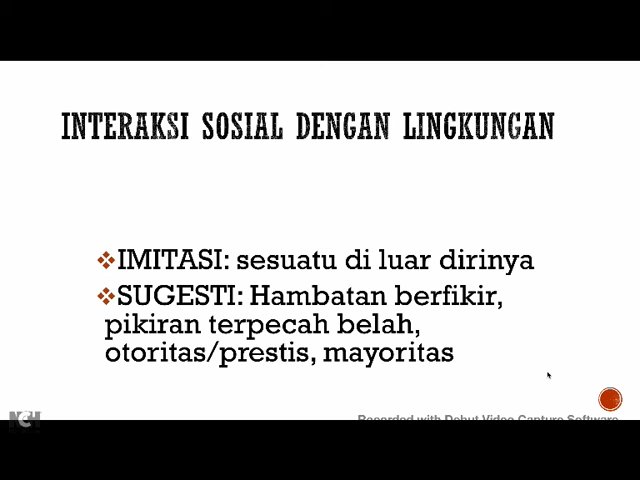 INTERAKSI SOSIAL DENGAN LINGKUNGAN
IMITASI: sesuatu di luar dirinya
SUGESTI: Hambatan berfikir,
pikiran terpecah belah,
otoritas/prestis, mayoritas
NCH
Recorded with Debut Video Capture Software